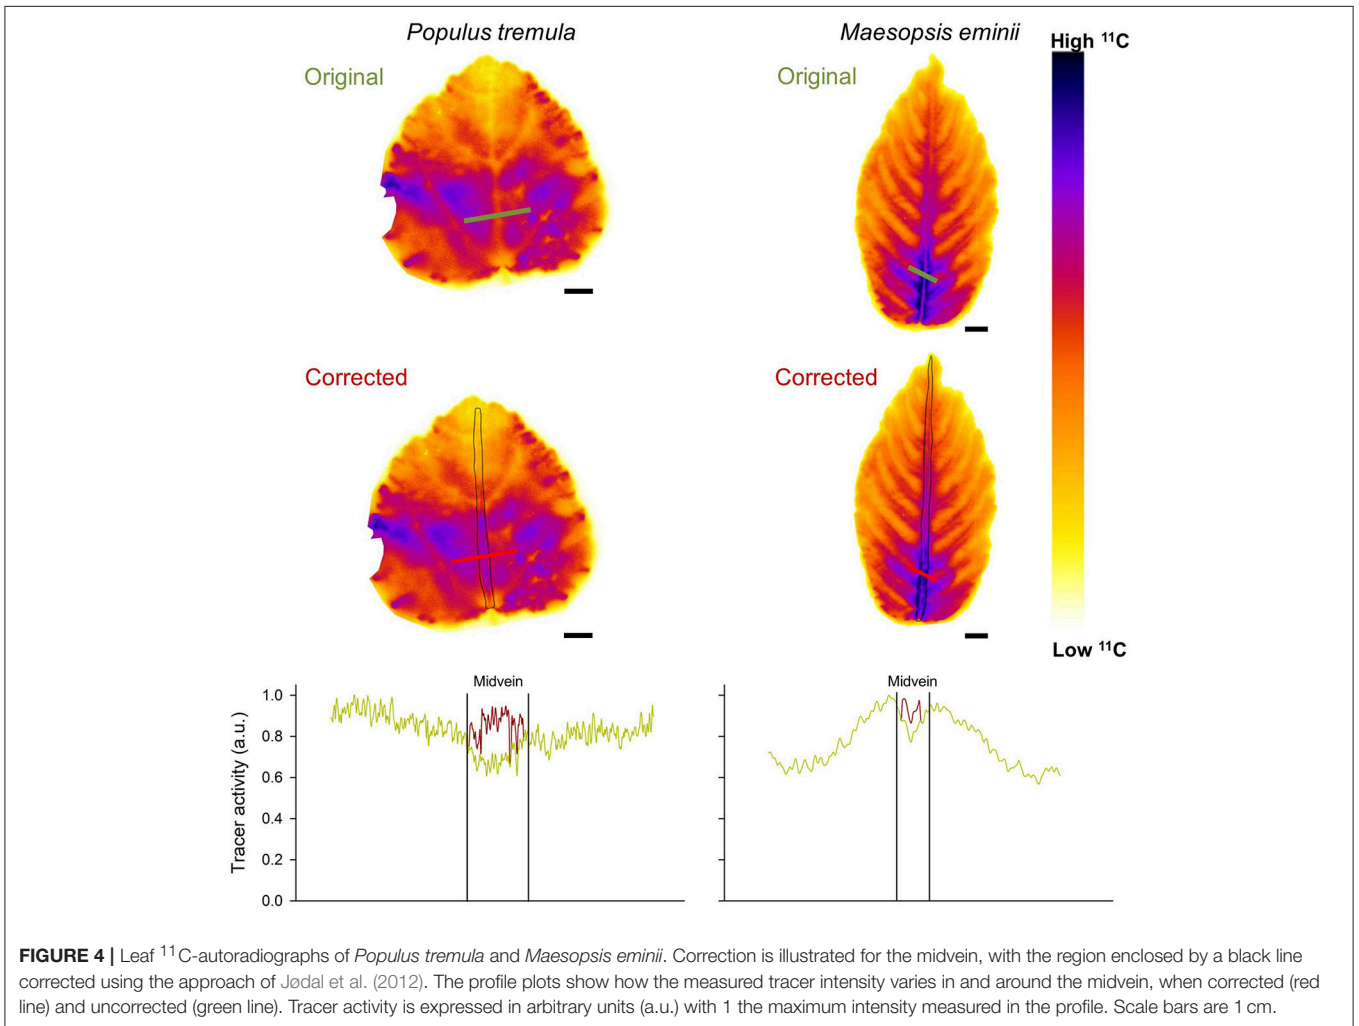 Populus tremula
Maesopsis eminii
High ¹¹C
Original
Original
Corrected
Corrected
Low ¹¹C
Midvein
Midvein
Tracer activity (a.u.)
1.0
0.8
0.6
0.4
0.2
0.0
FIGURE 4 | Leaf ¹¹C-autoradiographs of Populus tremula and Maesopsis eminii. Correction is illustrated for the midvein, with the region enclosed by a black line
corrected using the approach of Jødal et al. (2012). The profile plots show how the measured tracer intensity varies in and around the midvein, when corrected (red
line) and uncorrected (green line). Tracer activity is expressed in arbitrary units (a.u.) with 1 the maximum intensity measured in the profile. Scale bars are 1 cm.